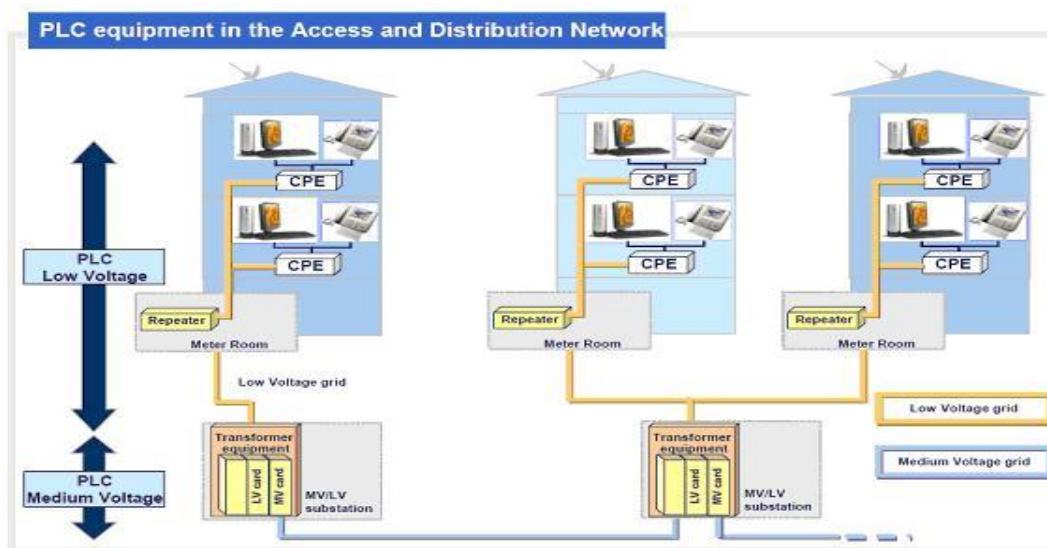 PLC equipment in the Access and Distribution Network
CPE
CPE
CPE
CPE
CPE
CPE
PLC
Low Voltage
Repeater
Meter Room
Repeater
Meter Room
Repeater
Meter Room
Low Voltage grid
Low Voltage grid
Medium Voltage grid
PLC
Medium Voltage
Transformer
equipment
LV card
MV card
MV/LV
substation
Transformer
equipment
LV card
MV card
MV/LV
substation